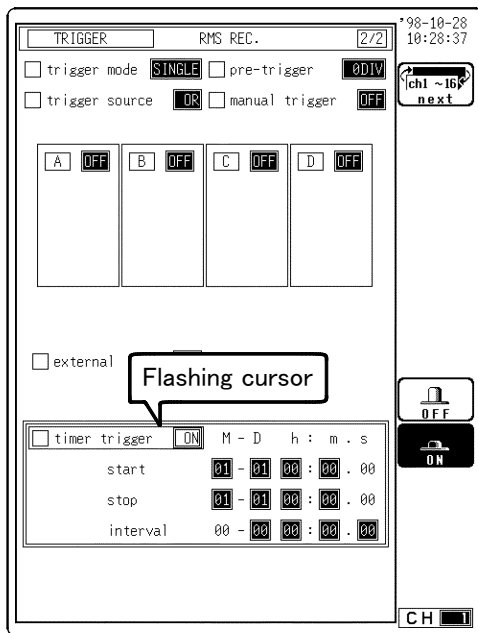 '98-10-28
10:28:37
TRIGGER RMS REC. 2/2
trigger mode SINGLE pre-trigger 0DIV
trigger source OR manual trigger OFF
ch1 ~16
next
A OFF B OFF C OFF D OFF
external
Flashing cursor
OFF
ON
timer trigger ON M - D h : m . s
start 01 - 01 00 : 00 . 00
stop 01 - 01 00 : 00 . 00
interval 00 - 00 00 : 00 . 00
CH 1